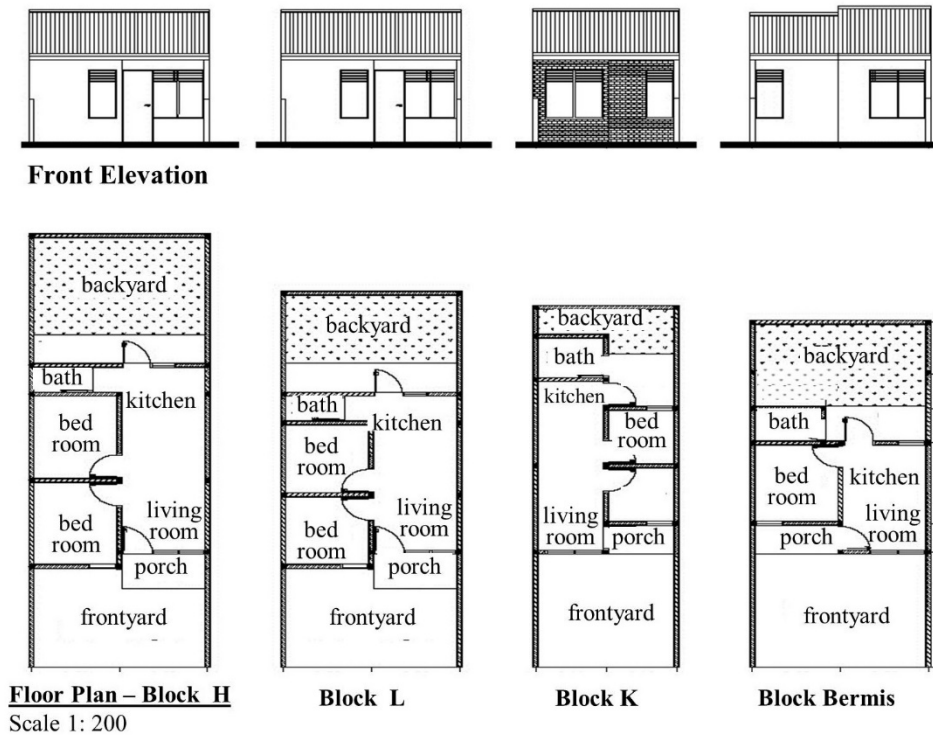 Front Elevation
backyard
bath
kitchen
bed
room
bed
room
living
room
porch
frontyard
Floor Plan – Block H
Scale 1: 200
backyard
bath
kitchen
bed
room
bed
room
living
room
porch
frontyard
Block L
backyard
bath
kitchen
bed
room
living
room
porch
frontyard
Block K
backyard
bath
bed
room
kitchen
living
room
porch
frontyard
Block Bermis